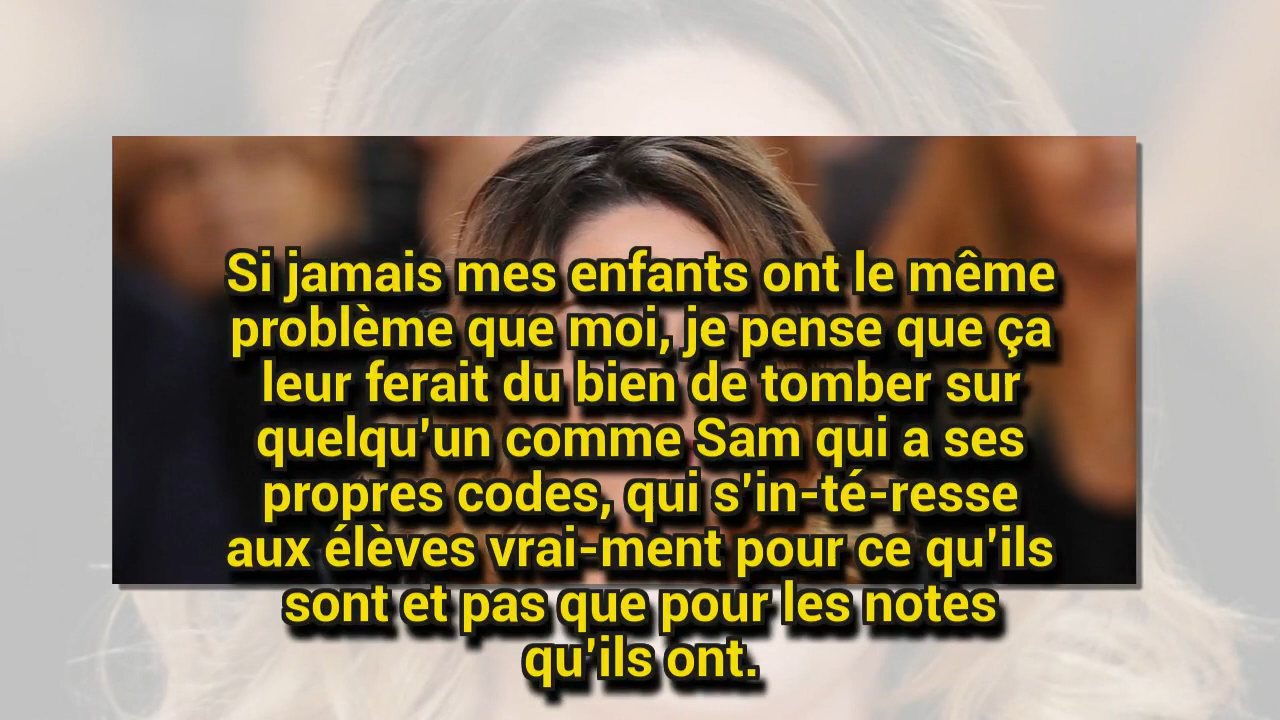 Si jamais mes enfants ont le même
problème que moi, je pense que ça
leur ferait du bien de tomber sur
quelqu'un comme Sam qui a ses
propres codes, qui s'in-té-resse
aux élèves vrai-ment pour ce qu'ils
sont et pas que pour les notes
qu'ils ont.